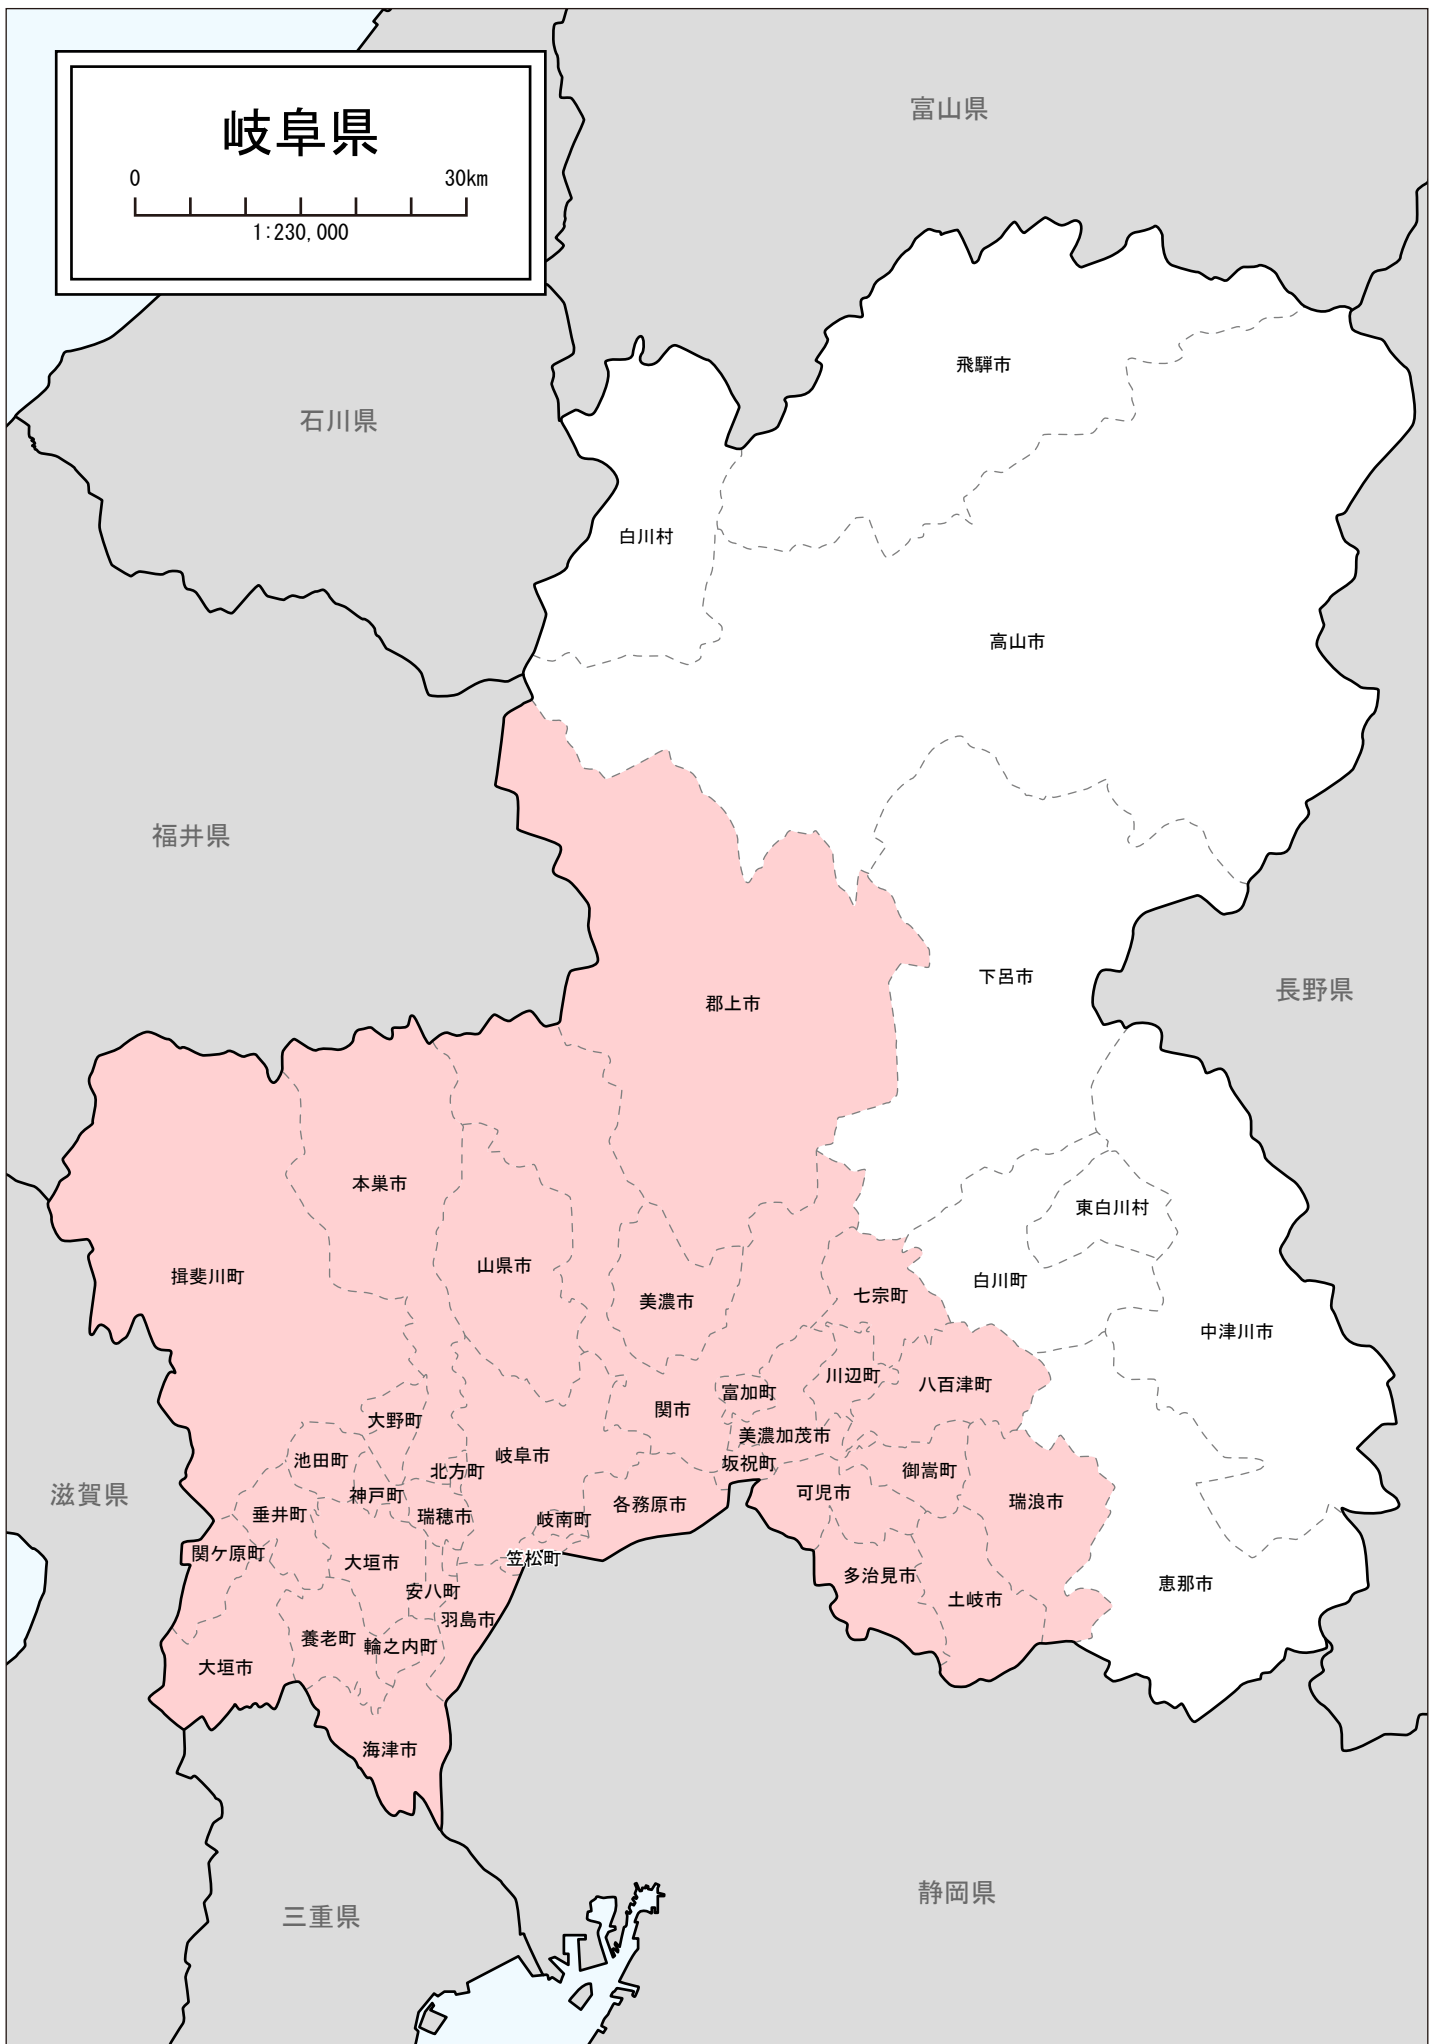 岐阜県
0 30km
1:230,000
富山県
石川県
飛騨市
白川村
高山市
福井県
下呂市
長野県
郡上市
本巣市
東白川村
山県市
揖斐川町
白川町
七宗町
美濃市
中津川市
川辺町
八百津町
富加町
関市
大野町
美濃加茂市
岐阜市
池田町
坂祝町
北方町
御嵩町
滋賀県
神戸町
可児市
瑞浪市
各務原市
垂井町
瑞穂市
岐南町
関ケ原町
笠松町
大垣市
多治見市
恵那市
安八町
土岐市
羽島市
養老町
輪之内町
大垣市
海津市
静岡県
三重県